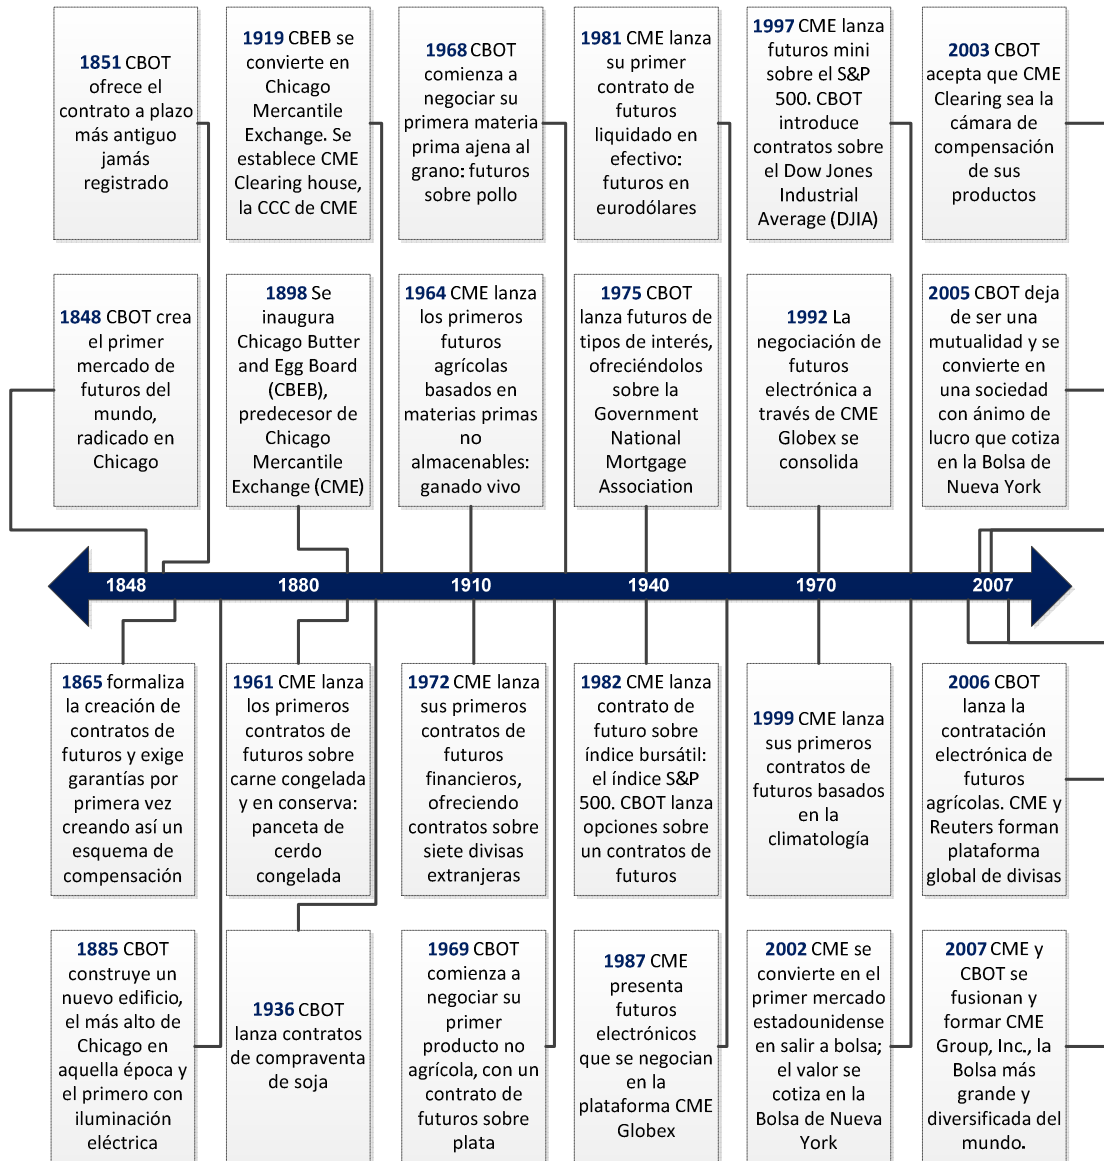 1851 CBOT
ofrece el
contrato a plazo
más antiguo
jamás
registrado
1919 CBEB se
convierte en
Chicago
Mercantile
Exchange. Se
establece CME
Clearing house,
la CCC de CME
1968 CBOT
comienza a
negociar su
primera materia
prima ajena al
grano: futuros
sobre pollo
1981 CME lanza
su primer
contrato de
futuros
liquidado en
efectivo:
futuros en
eurodólares
1997 CME lanza
futuros mini
sobre el S&P
500. CBOT
introduce
contratos sobre
el Dow Jones
Industrial
Average (DJIA)
2003 CBOT
acepta que CME
Clearing sea la
cámara de
compensación
de sus
productos
1848 CBOT crea
el primer
mercado de
futuros del
mundo,
radicado en
Chicago
1898 Se
inaugura
Chicago Butter
and Egg Board
(CBEB),
predecesor de
Chicago
Mercantile
Exchange (CME)
1964 CME lanza
los primeros
futuros
agrícolas
basados en
materias primas
no
almacenables:
ganado vivo
1975 CBOT
lanza futuros de
tipos de interés,
ofreciéndolos
sobre la
Government
National
Mortgage
Association
1992 La
negociación de
futuros
electrónica a
través de CME
Globex se
consolida
2005 CBOT deja
de ser una
mutualidad y se
convierte en
una sociedad
con ánimo de
lucro que cotiza
en la Bolsa de
Nueva York
1848 1880 1910 1940 1970 2007
1865 formaliza
la creación de
contratos de
futuros y exige
garantías por
primera vez
creando así un
esquema de
compensación
1961 CME lanza
los primeros
contratos de
futuros sobre
carne congelada
y en conserva:
panceta de
cerdo
congelada
1972 CME lanza
sus primeros
contratos de
futuros
financieros,
ofreciendo
contratos sobre
siete divisas
extranjeras
1982 CME lanza
contrato de
futuro sobre
índice bursátil:
el índice S&P
500. CBOT lanza
opciones sobre
un contratos de
futuros
1999 CME lanza
sus primeros
contratos de
futuros basados
en la
climatología
2006 CBOT
lanza la
contratación
electrónica de
futuros
agrícolas. CME y
Reuters forman
plataforma
global de divisas
1885 CBOT
construye un
nuevo edificio,
el más alto de
Chicago en
aquella época y
el primero con
iluminación
eléctrica
1936 CBOT
lanza contratos
de compraventa
de soja
1969 CBOT
comienza a
negociar su
primer
producto no
agrícola, con un
contrato de
futuros sobre
plata
1987 CME
presenta
futuros
electrónicos
que se negocian
en la
plataforma CME
Globex
2002 CME se
convierte en el
primer mercado
estadounidense
en salir a bolsa;
el valor se
cotiza en la
Bolsa de Nueva
York
2007 CME y
CBOT se
fusionan y
formar CME
Group, Inc., la
Bolsa más
grande y
diversificada del
mundo.